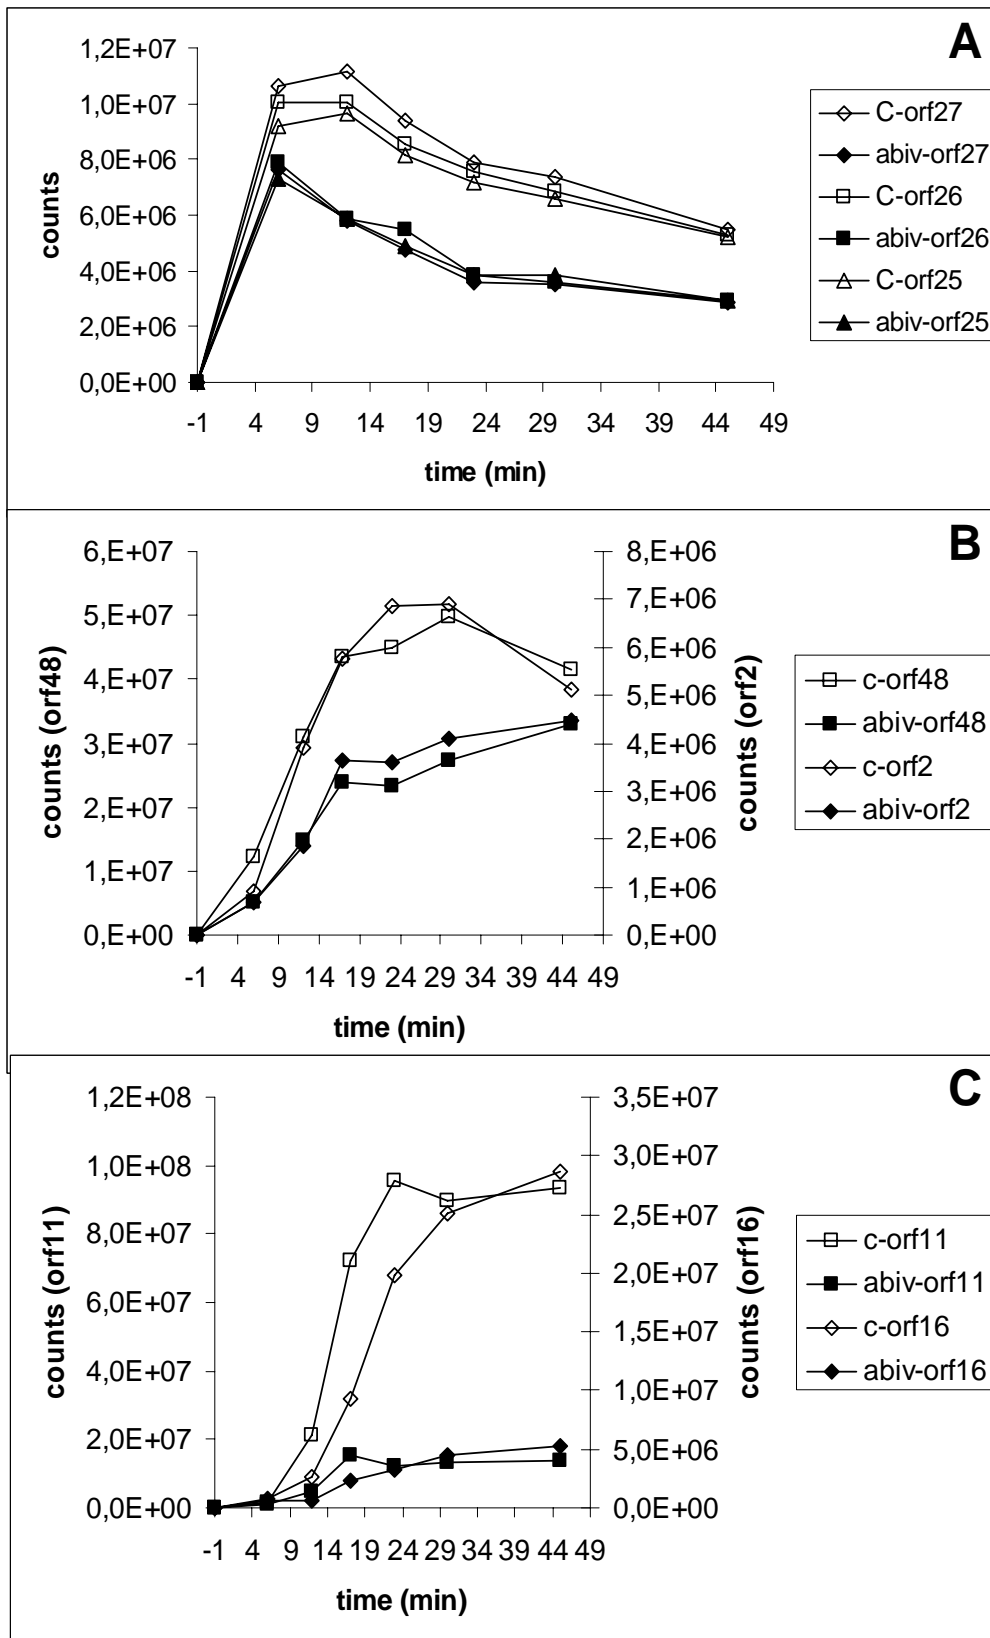 A
1,2E+07
1,0E+07
8,0E+06
6,0E+06
4,0E+06
2,0E+06
0,0E+00
counts
-1 4 9 14 19 24 29 34 39 44 49
time (min)
C-orf27
abiv-orf27
C-orf26
abiv-orf26
C-orf25
abiv-orf25
B
6,E+07
5,E+07
4,E+07
3,E+07
2,E+07
1,E+07
0,E+00
counts (orf48)
8,E+06
7,E+06
6,E+06
5,E+06
4,E+06
3,E+06
2,E+06
1,E+06
0,E+00
counts (orf2)
-1 4 9 14 19 24 29 34 39 44 49
time (min)
c-orf48
abiv-orf48
c-orf2
abiv-orf2
C
1,2E+08
1,0E+08
8,0E+07
6,0E+07
4,0E+07
2,0E+07
0,0E+00
counts (orf11)
3,5E+07
3,0E+07
2,5E+07
2,0E+07
1,5E+07
1,0E+07
5,0E+06
0,0E+00
counts (orf16)
-1 4 9 14 19 24 29 34 39 44 49
time (min)
c-orf11
abiv-orf11
c-orf16
abiv-orf16